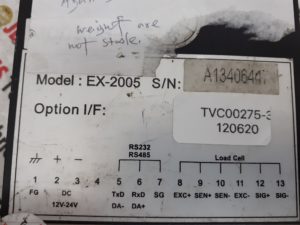 weight are
not stable.
Model : EX-2005 S/N: A1340644
Option I/F: TVC00275-3
120620
RS232
RS485
Load Cell
+ -
1 2 3 4 5 6 7 8 9 10 11 12 13
FG DC TxD RxD SG EXC+ SEN+ SEN- EXC- SIG+ SIG-
12V-24V DA- DA+